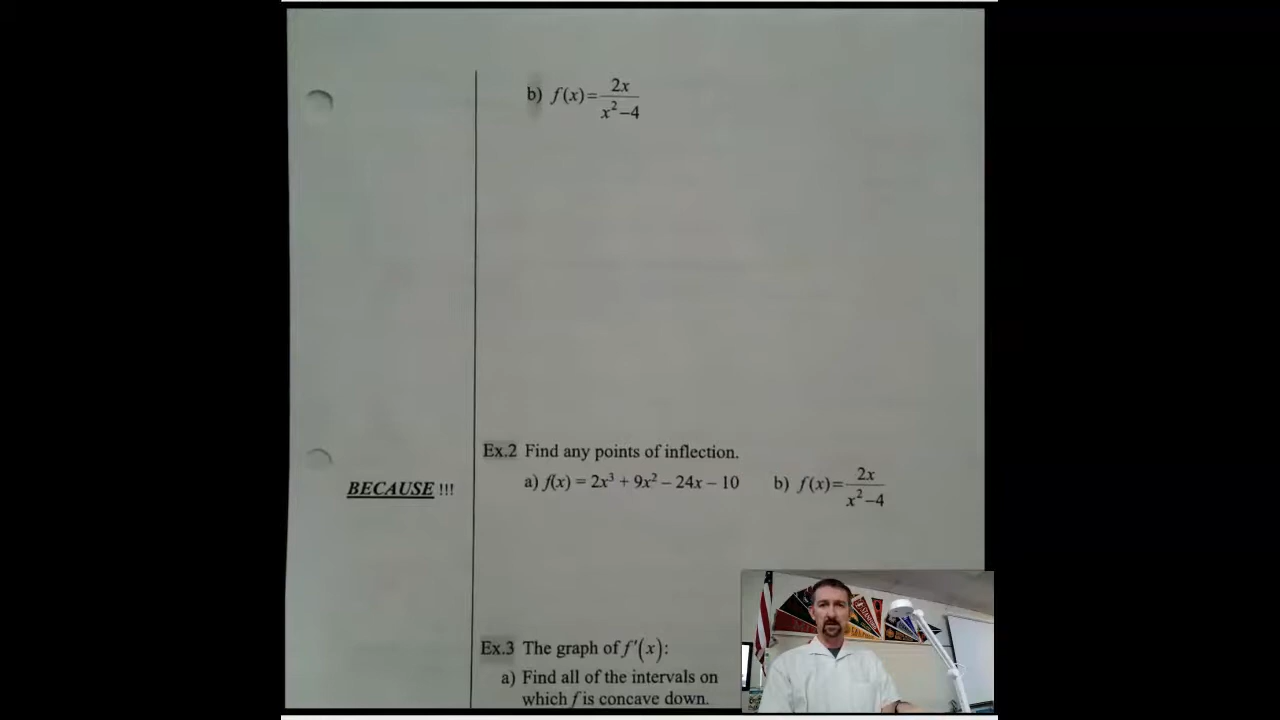 b) f(x)=2x/(x²–4)
Ex.2 Find any points of inflection.
a) f(x) = 2x³ + 9x² – 24x – 10 b) f(x)=2x/(x²–4)
BECAUSE !!!
Ex.3 The graph of f′(x):
a) Find all of the intervals on
which f is concave down.